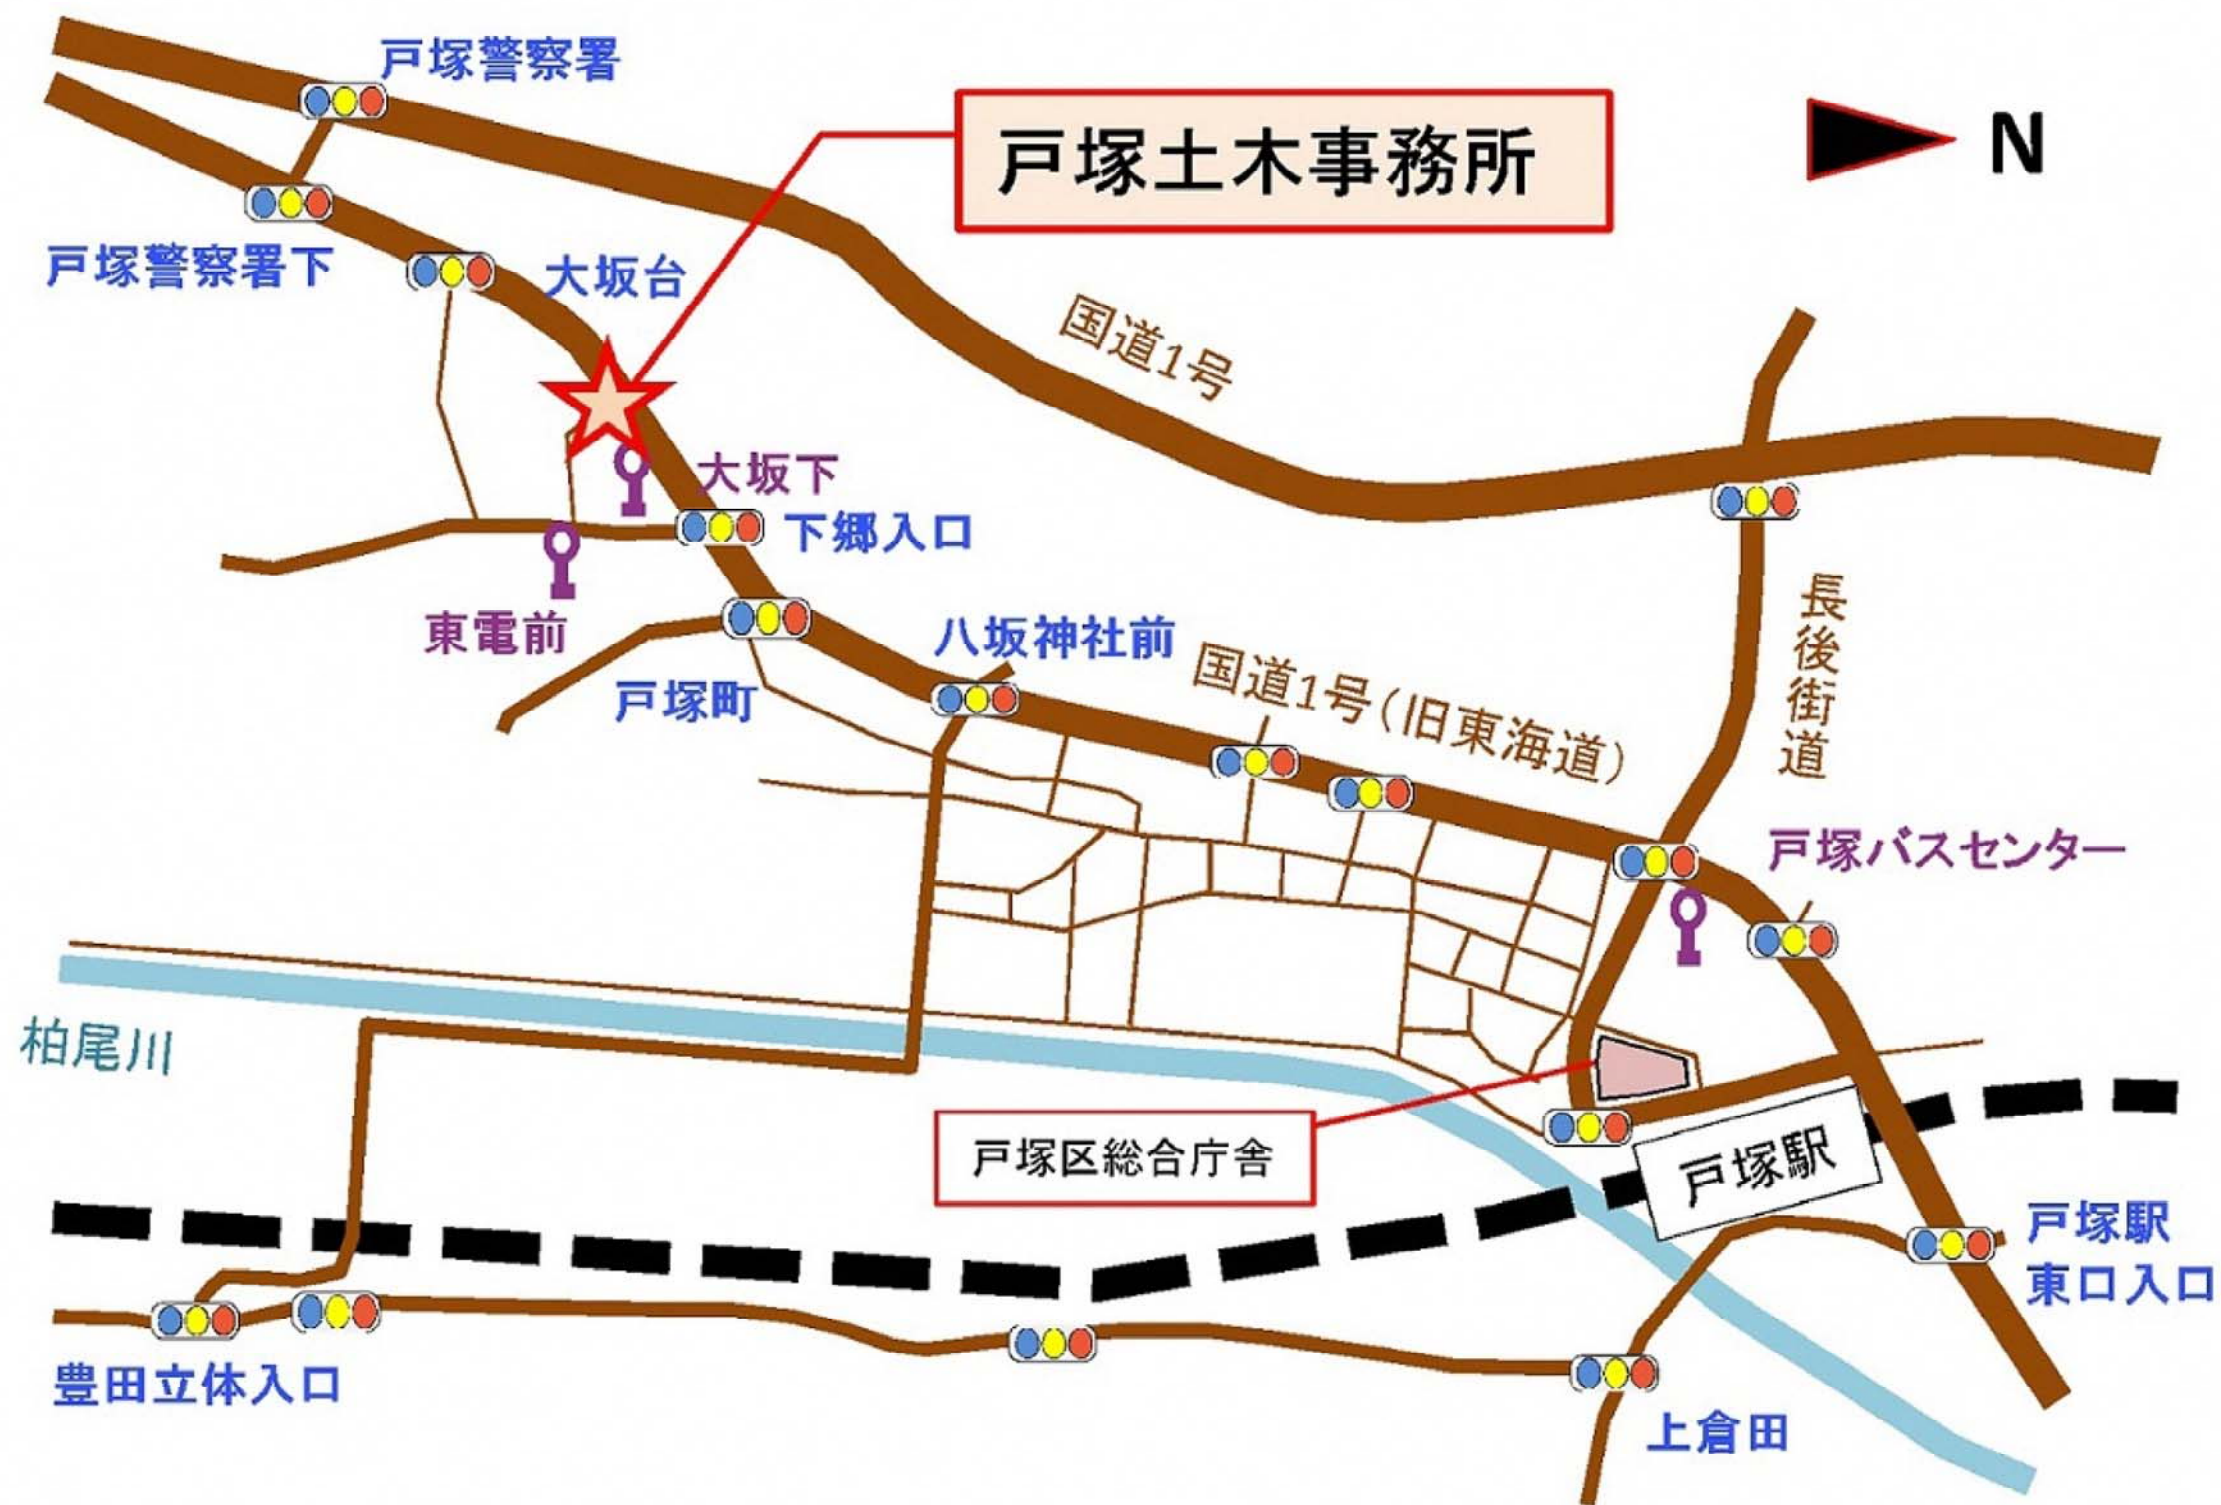 戸塚警察署
戸塚土木事務所
N
戸塚警察署下
大坂台
国道1号
大坂下
下郷入口
東電前
長後街道
八坂神社前
国道1号(旧東海道)
戸塚町
戸塚バスセンター
柏尾川
戸塚区総合庁舎
戸塚駅
戸塚駅
東口入口
豊田立体入口
上倉田